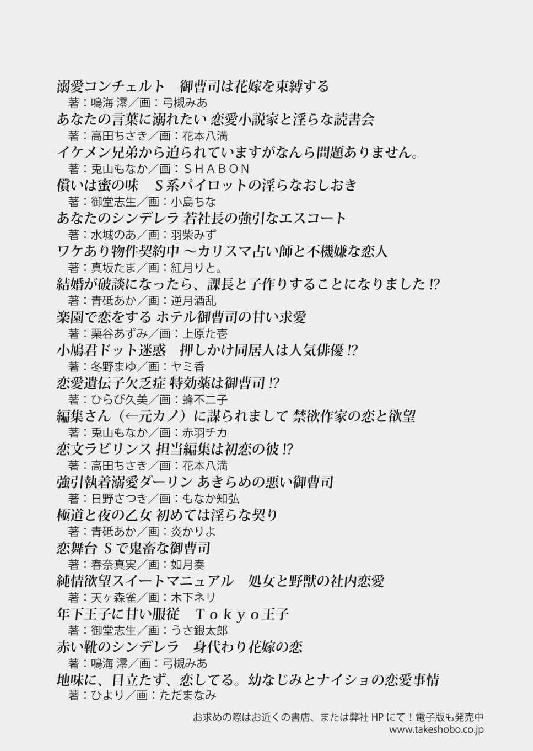 溺愛コンチェルト　御曹司は花嫁を束縛する
著：鳴海 澪／画：弓槻みあ
あなたの言葉に溺れたい 恋愛小説家と淫らな読書会
著：高田ちさき／画：花本八満
イケメン兄弟から迫られていますがなんら問題ありません。
著：兎山もなか／画：ＳＨＡＢＯＮ
償いは蜜の味　Ｓ系パイロットの淫らなおしおき
著：御堂志生／画：小島ちな
あなたのシンデレラ 若社長の強引なエスコート
著：水城のあ／画：羽柴みず
ワケあり物件契約中 ～カリスマ占い師と不機嫌な恋人
著：真坂たま／画：紅月りと。
結婚が破談になったら、課長と子作りすることになりました !?
著：青砥あか／画：逆月酒乱
楽園で恋をする ホテル御曹司の甘い求愛
著：栗谷あずみ／画：上原た壱
小鳩君ドット迷惑　押しかけ同居人は人気俳優 !?
著：冬野まゆ／画：ヤミ香
恋愛遺伝子欠乏症 特効薬は御曹司 !?
著：ひらび久美／画：蜂不二子
編集さん（←元カノ）に謀られまして 禁欲作家の恋と欲望
著：兎山もなか／画：赤羽チカ
恋文ラビリンス 担当編集は初恋の彼 !?
著：高田ちさき／画：花本八満
強引執着溺愛ダーリン あきらめの悪い御曹司
著：日野さつき／画：もなか知弘
極道と夜の乙女 初めては淫らな契り
著：青砥あか／画：炎かりよ
恋舞台 Ｓで鬼畜な御曹司
著：春奈真実／画：如月奏
純情欲望スイートマニュアル　処女と野獣の社内恋愛
著：天ヶ森雀／画：木下ネリ
年下王子に甘い服従　Ｔｏｋｙｏ王子
著：御堂志生／画：うさ銀太郎
赤い靴のシンデレラ　身代わり花嫁の恋
著：鳴海 澪／画：弓槻みあ
地味に、目立たず、恋してる。幼なじみとナイショの恋愛事情
著：ひより／画：ただまなみ
お求めの際はお近くの書店、または弊社 HP にて！電子版も発売中
www.takeshobo.co.jp